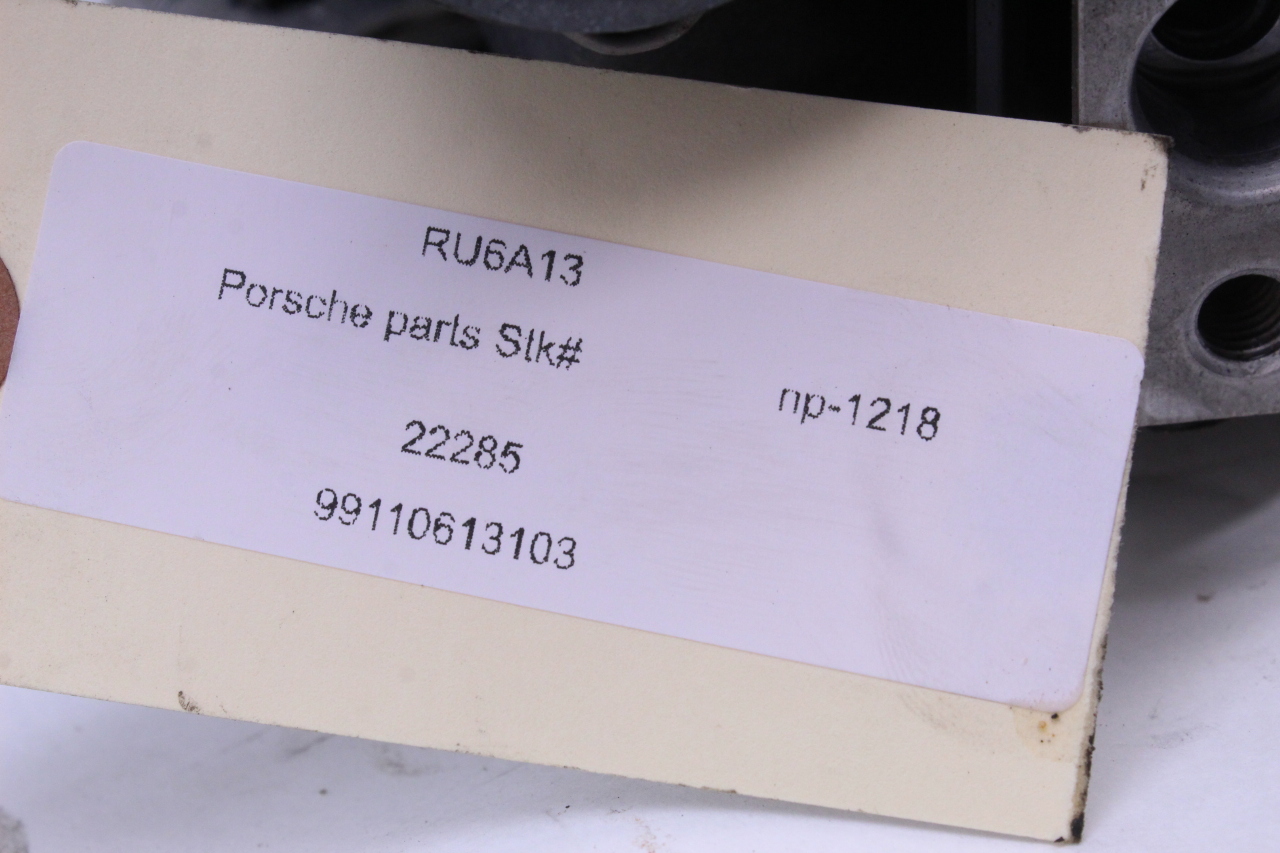 RU6A13
Porsche parts Stk#
np-1218
22285
99110613103